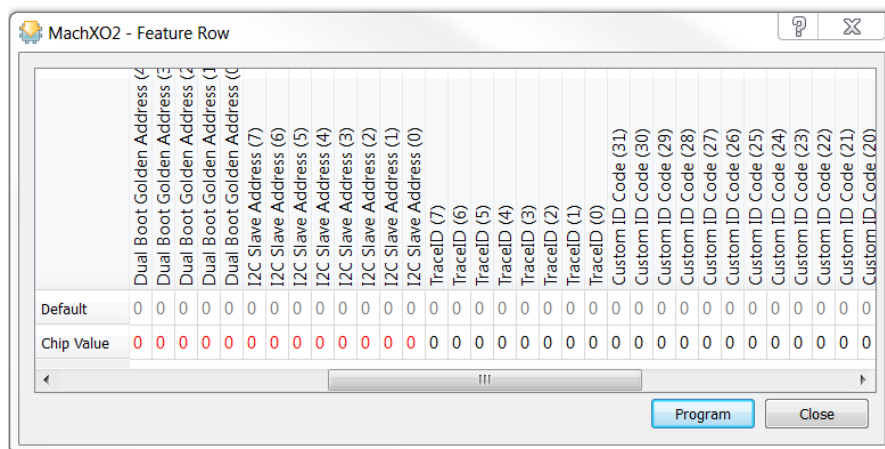 MachXO2 - Feature Row
Dual Boot Golden Address (4
Dual Boot Golden Address (3
Dual Boot Golden Address (2
Dual Boot Golden Address (1
Dual Boot Golden Address (0
I2C Slave Address (7)
I2C Slave Address (6)
I2C Slave Address (5)
I2C Slave Address (4)
I2C Slave Address (3)
I2C Slave Address (2)
I2C Slave Address (1)
I2C Slave Address (0)
TraceID (7)
TraceID (6)
TraceID (5)
TraceID (4)
TraceID (3)
TraceID (2)
TraceID (1)
TraceID (0)
Custom ID Code (31)
Custom ID Code (30)
Custom ID Code (29)
Custom ID Code (28)
Custom ID Code (27)
Custom ID Code (26)
Custom ID Code (25)
Custom ID Code (24)
Custom ID Code (23)
Custom ID Code (22)
Custom ID Code (21)
Custom ID Code (20)
Default 0 0 0 0 0 0 0 0 0 0 0 0 0 0 0 0 0 0 0 0 0 0 0 0 0 0 0 0 0 0 0 0 0
Chip Value 0 0 0 0 0 0 0 0 0 0 0 0 0 0 0 0 0 0 0 0 0 0 0 0 0 0 0 0 0 0 0 0 0
Program Close